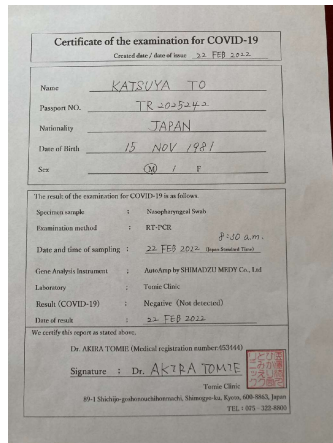 Certificate of the examination for COVID-19
Created date / date of issue 22 FEB 2022
Name KATSUYA TO
Passport NO. TR2025242
Nationality JAPAN
Date of Birth 15 NOV 1981
Sex M / F
The result of the examination for COVID-19 is as follows.
Specimen sample : Nasopharyngeal Swab
Examination method : RT-PCR
8:30 a.m.
Date and time of sampling : 22 FEB 2022 (Japan Standard Time)
Gene Analysis Instrument : AutoAmp by SHIMADZU MEDY Co., Ltd
Laboratory : Tomie Clinic
Result (COVID-19) : Negative (Not detected)
Date of result : 22 FEB 2022
We certify this report as stated above.
Dr. AKIRA TOMIE (Medical registration number:453444)
Signature : Dr. AKIRA TOMIE
Tomie Clinic
89-1 Shichijo-goshonouchihonmachi, Shimogyo-ku, Kyoto, 600-8863, Japan
TEL : 075 - 322-8800